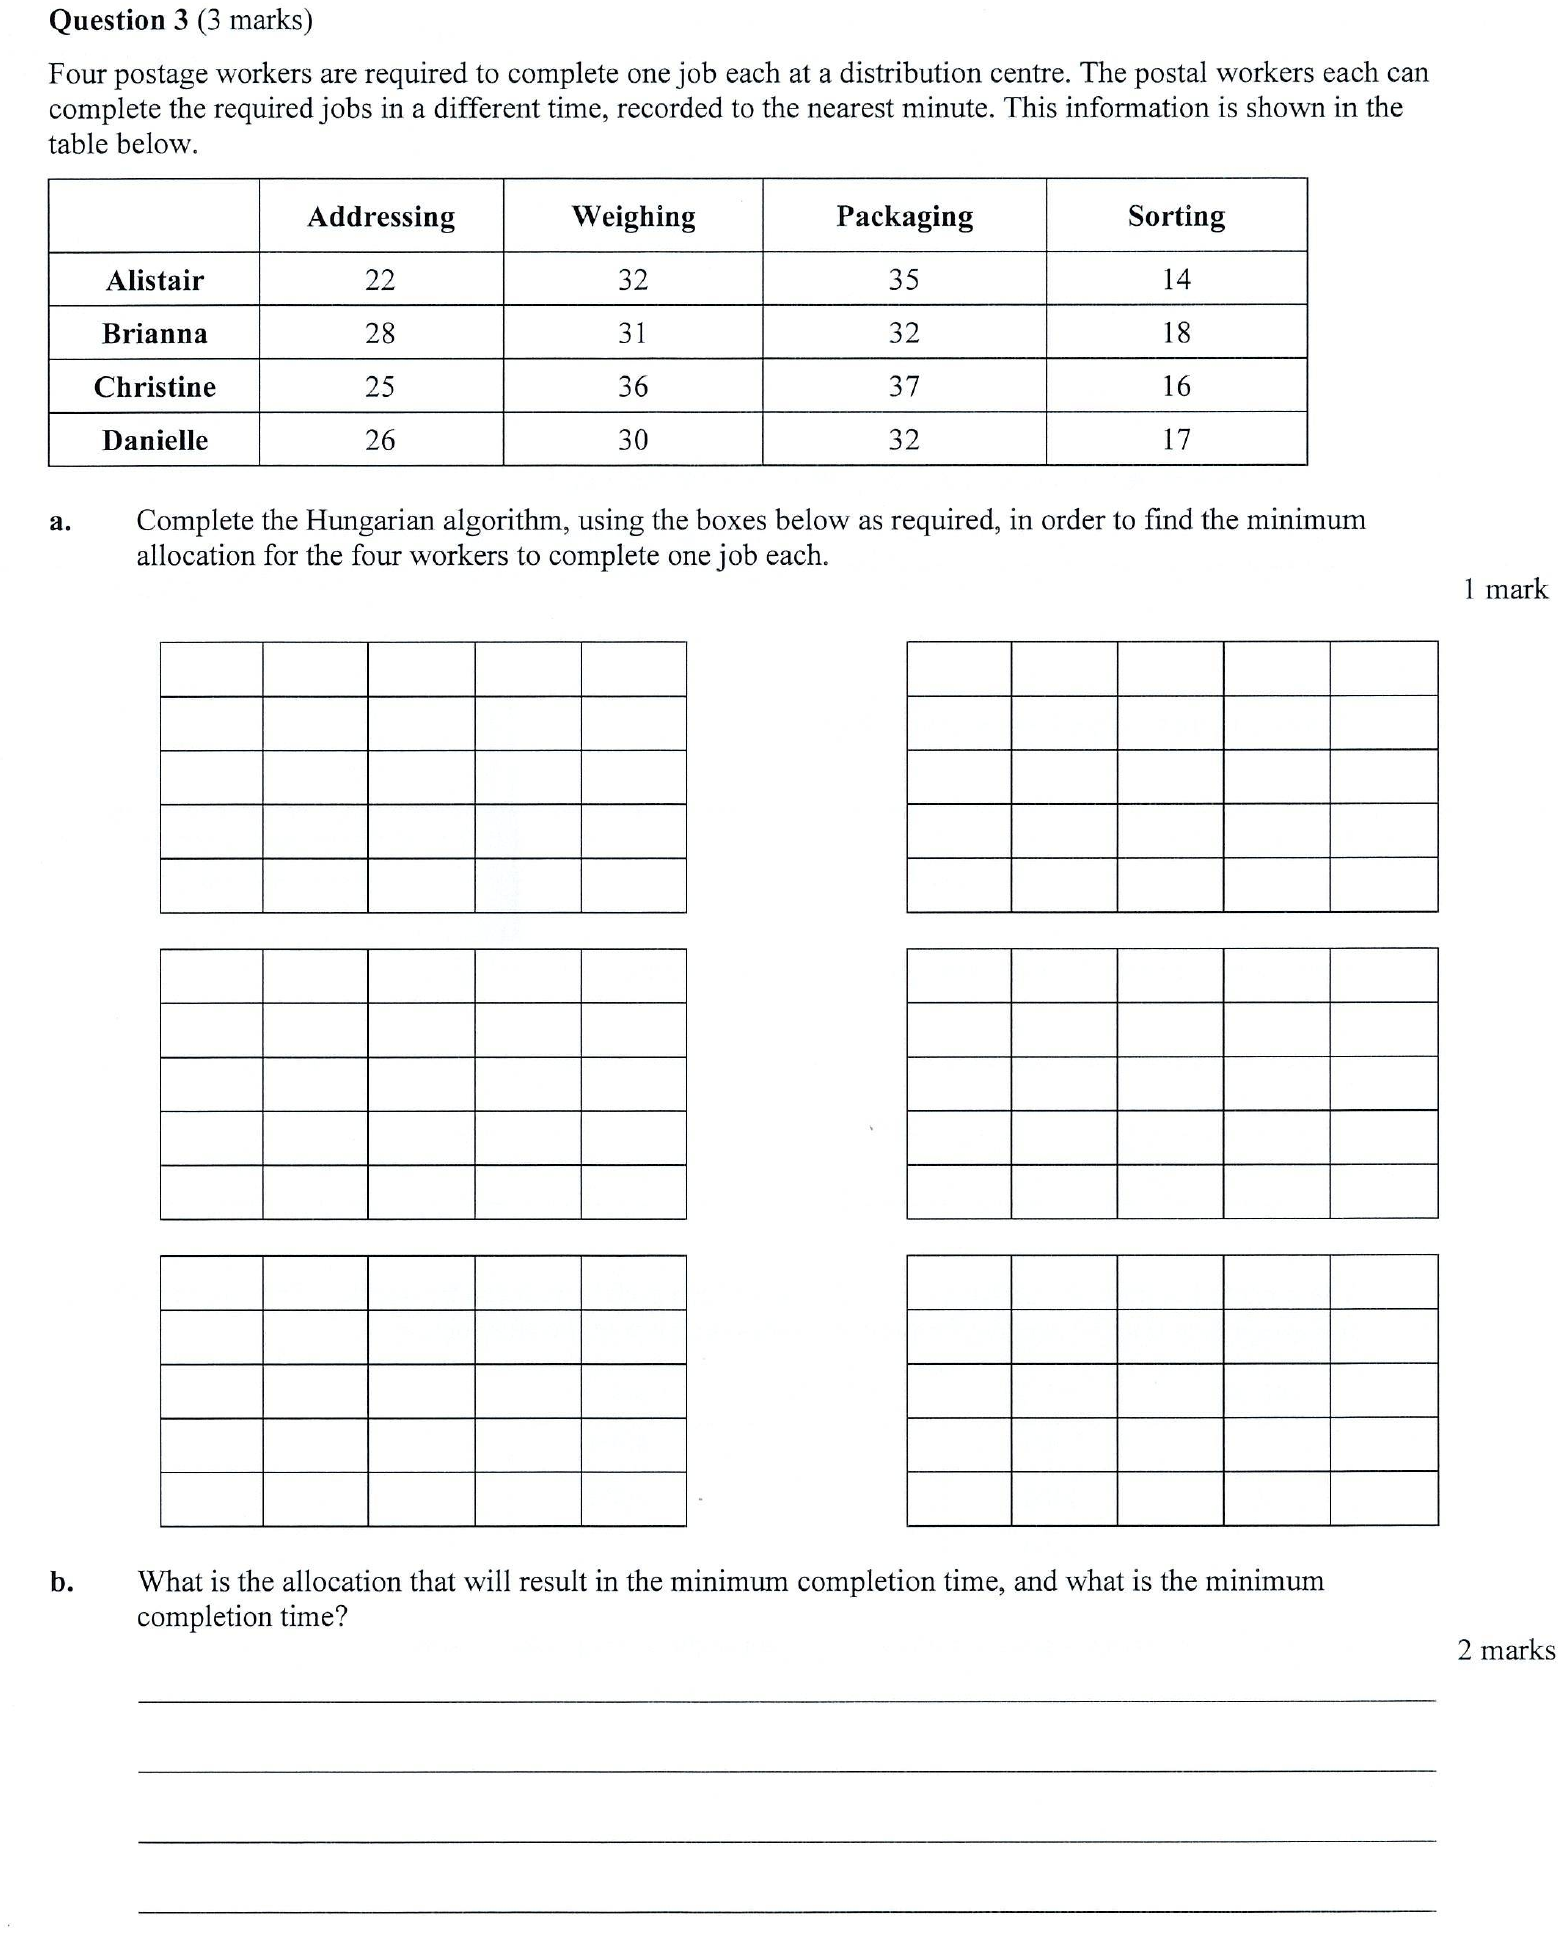 Question 3 (3 marks)
Four postage workers are required to complete one job each at a distribution centre. The postal workers each can
complete the required jobs in a different time, recorded to the nearest minute. This information is shown in the
table below.
Addressing Weighing Packaging Sorting
Alistair 22 32 35 14
Brianna 28 31 32 18
Christine 25 36 37 16
Danielle 26 30 32 17
a. Complete the Hungarian algorithm, using the boxes below as required, in order to find the minimum
allocation for the four workers to complete one job each.
1 mark
b. What is the allocation that will result in the minimum completion time, and what is the minimum
completion time?
2 marks